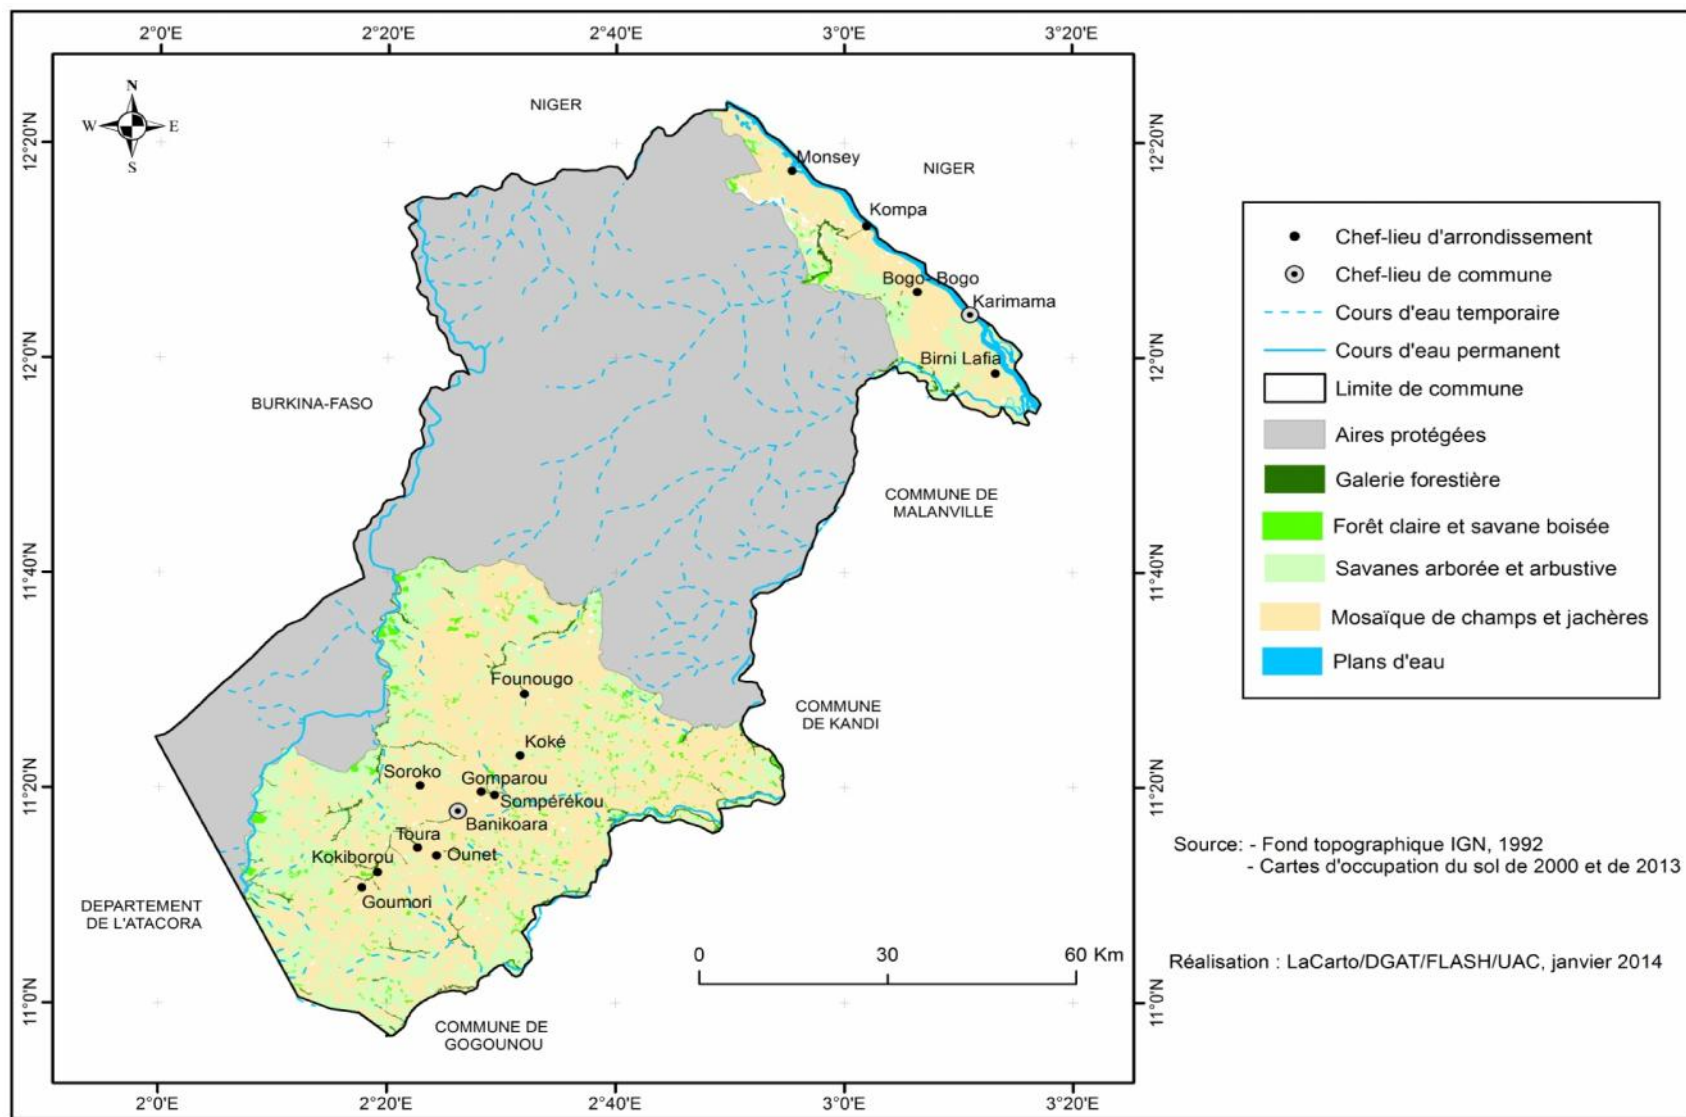 2°0'E 2°20'E 2°40'E 3°0'E 3°20'E
N
W E
S
NIGER
NIGER
12°20'N
12°20'N
Monsey
Kompa
Bogo-Bogo
Karimama
Birni Lafia
12°0'N
12°0'N
BURKINA-FASO
COMMUNE DE
MALANVILLE
11°40'N
11°40'N
Founougo
COMMUNE
DE KANDI
Koké
Soroko
Gomparou
Sompérékou
11°20'N
11°20'N
Banikoara
Toura
Ounet
Kokiborou
Goumori
DEPARTEMENT
DE L'ATACORA
0 30 60 Km
11°0'N
11°0'N
COMMUNE DE
GOGOUNOU
2°0'E 2°20'E 2°40'E 3°0'E 3°20'E
Chef-lieu d'arrondissement
Chef-lieu de commune
Cours d'eau temporaire
Cours d'eau permanent
Limite de commune
Aires protégées
Galerie forestière
Forêt claire et savane boisée
Savanes arborée et arbustive
Mosaïque de champs et jachères
Plans d'eau
Source: - Fond topographique IGN, 1992
- Cartes d'occupation du sol de 2000 et de 2013
Réalisation : LaCarto/DGAT/FLASH/UAC, janvier 2014